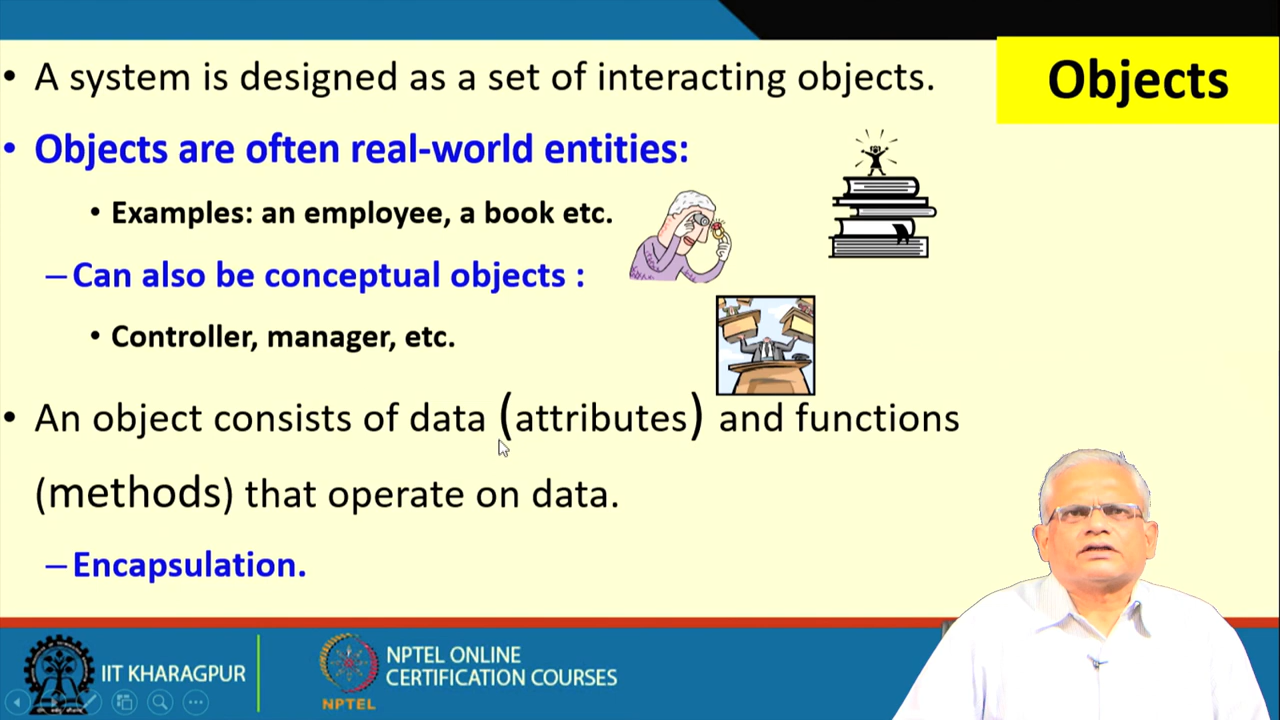 Objects
• A system is designed as a set of interacting objects.
• Objects are often real-world entities:
• Examples: an employee, a book etc.
–Can also be conceptual objects :
• Controller, manager, etc.
• An object consists of data (attributes) and functions
(methods) that operate on data.
–Encapsulation.
IIT KHARAGPUR
NPTEL
NPTEL ONLINE
CERTIFICATION COURSES